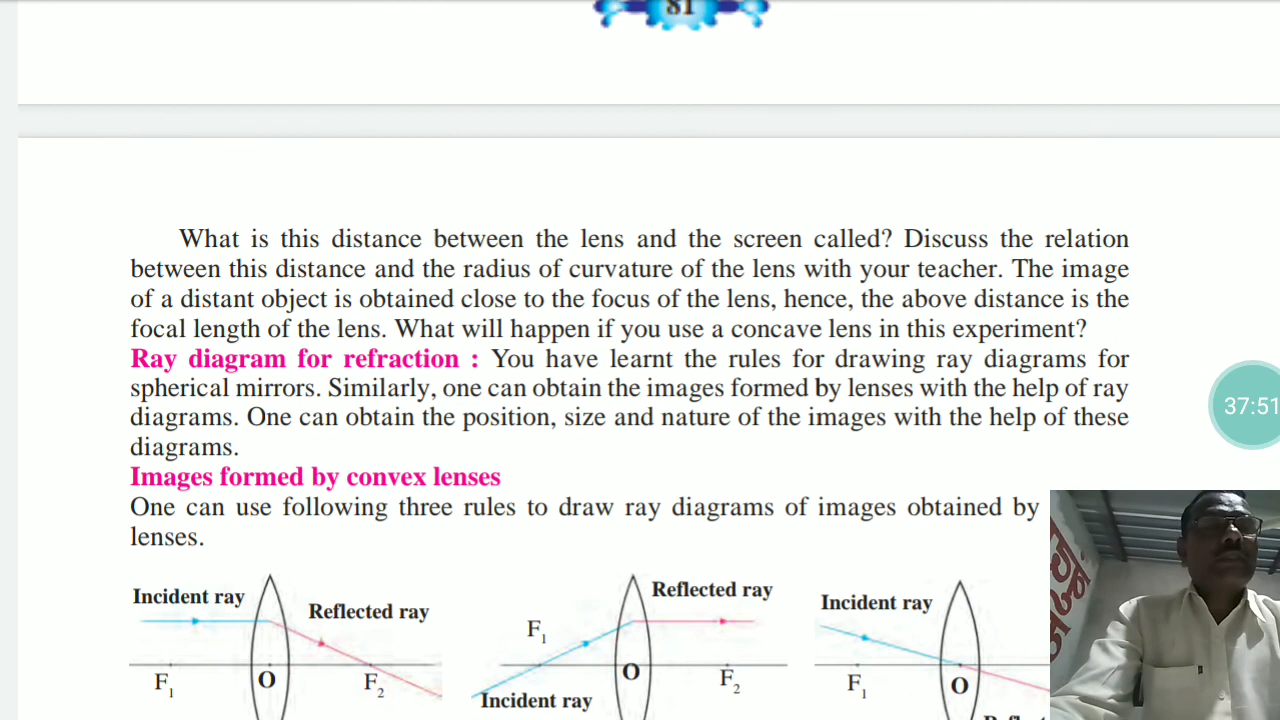 81
What is this distance between the lens and the screen called? Discuss the relation
between this distance and the radius of curvature of the lens with your teacher. The image
of a distant object is obtained close to the focus of the lens, hence, the above distance is the
focal length of the lens. What will happen if you use a concave lens in this experiment?
Ray diagram for refraction : You have learnt the rules for drawing ray diagrams for
spherical mirrors. Similarly, one can obtain the images formed by lenses with the help of ray
diagrams. One can obtain the position, size and nature of the images with the help of these
diagrams.
37:51
Images formed by convex lenses
One can use following three rules to draw ray diagrams of images obtained by
lenses.
Incident ray
Reflected ray
F1
O
F2
Reflected ray
F1
O
F2
Incident ray
Incident ray
F1
O